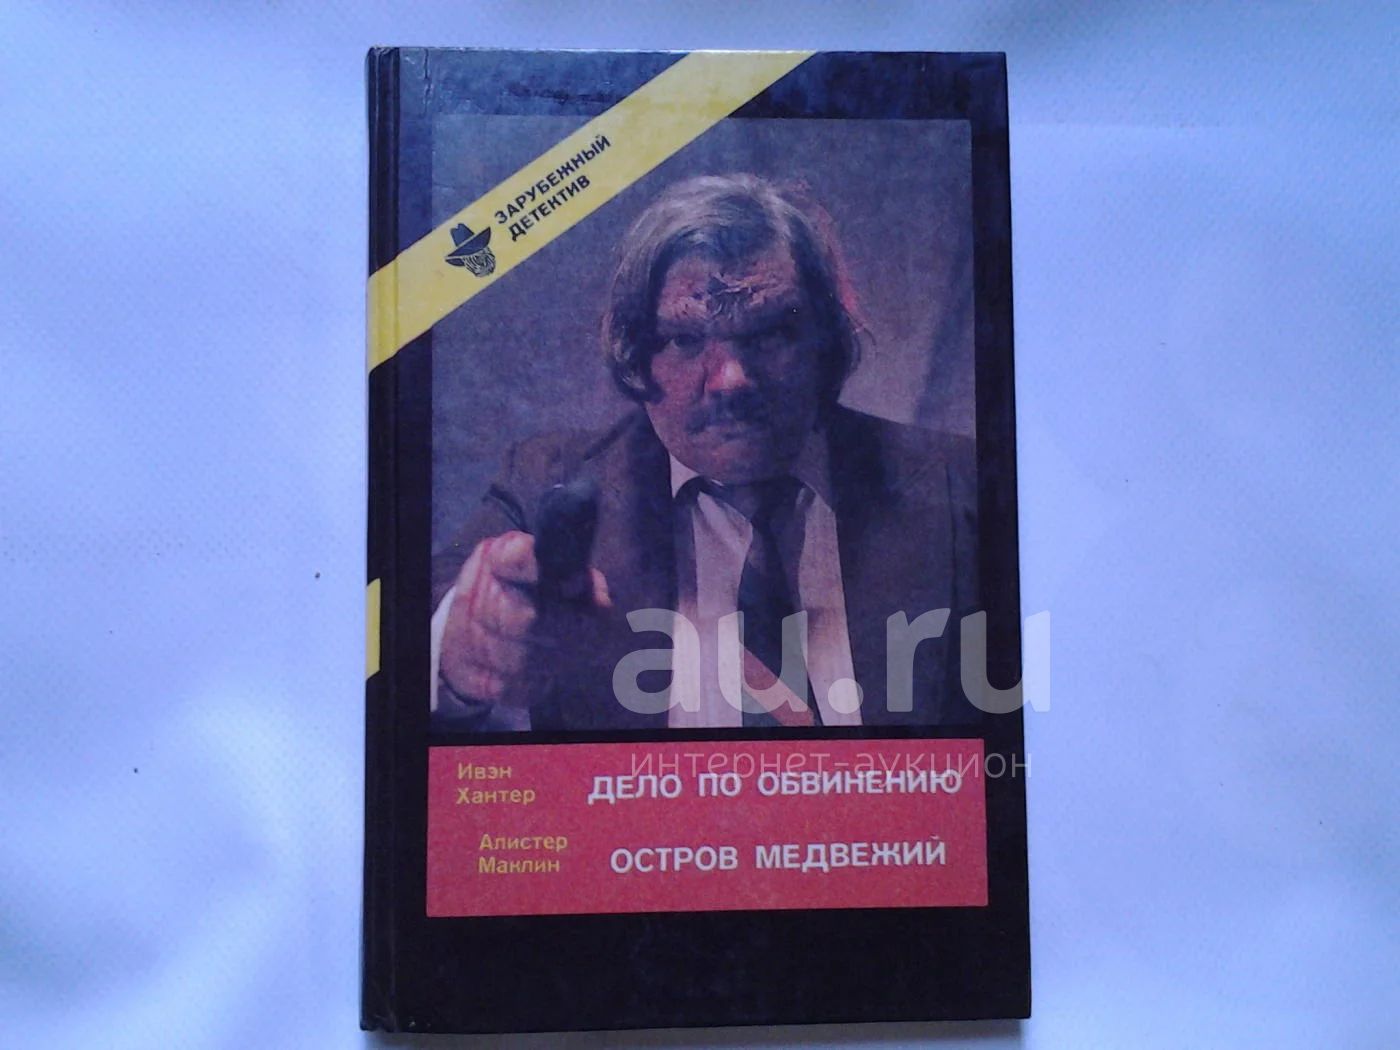 ЗАРУБЕЖНЫЙ
ДЕТЕКТИВ
au.ru
интернет-аукцион
Ивэн
Хантер
ДЕЛО ПО ОБВИНЕНИЮ
Алистер
Маклин
ОСТРОВ МЕДВЕЖИЙ